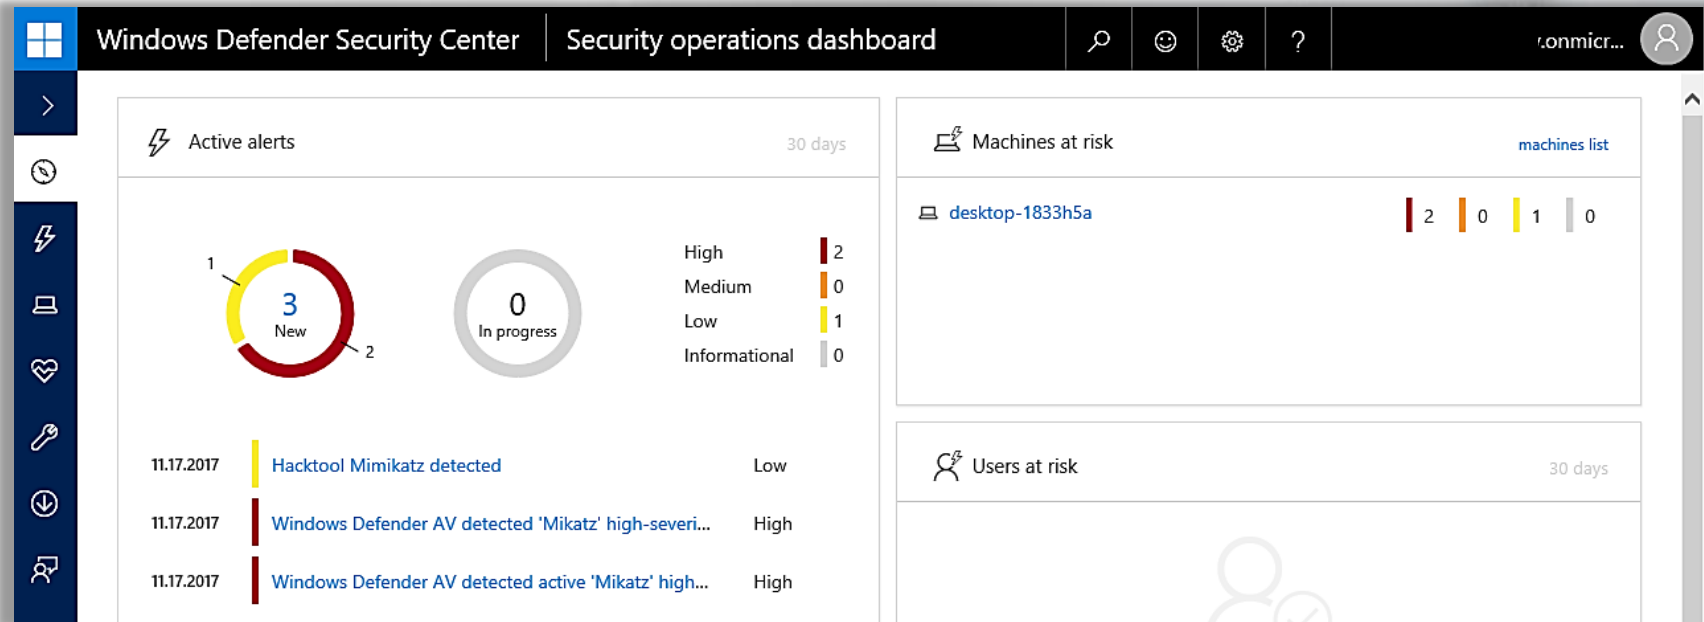 Windows Defender Security Center
Security operations dashboard
?
.onmicr...
Active alerts
30 days
1
3
New
2
0
In progress
High 2
Medium 0
Low 1
Informational 0
11.17.2017 Hacktool Mimikatz detected Low
11.17.2017 Windows Defender AV detected 'Mikatz' high-severi... High
11.17.2017 Windows Defender AV detected active 'Mikatz' high... High
Machines at risk
machines list
desktop-1833h5a 2 0 1 0
Users at risk
30 days